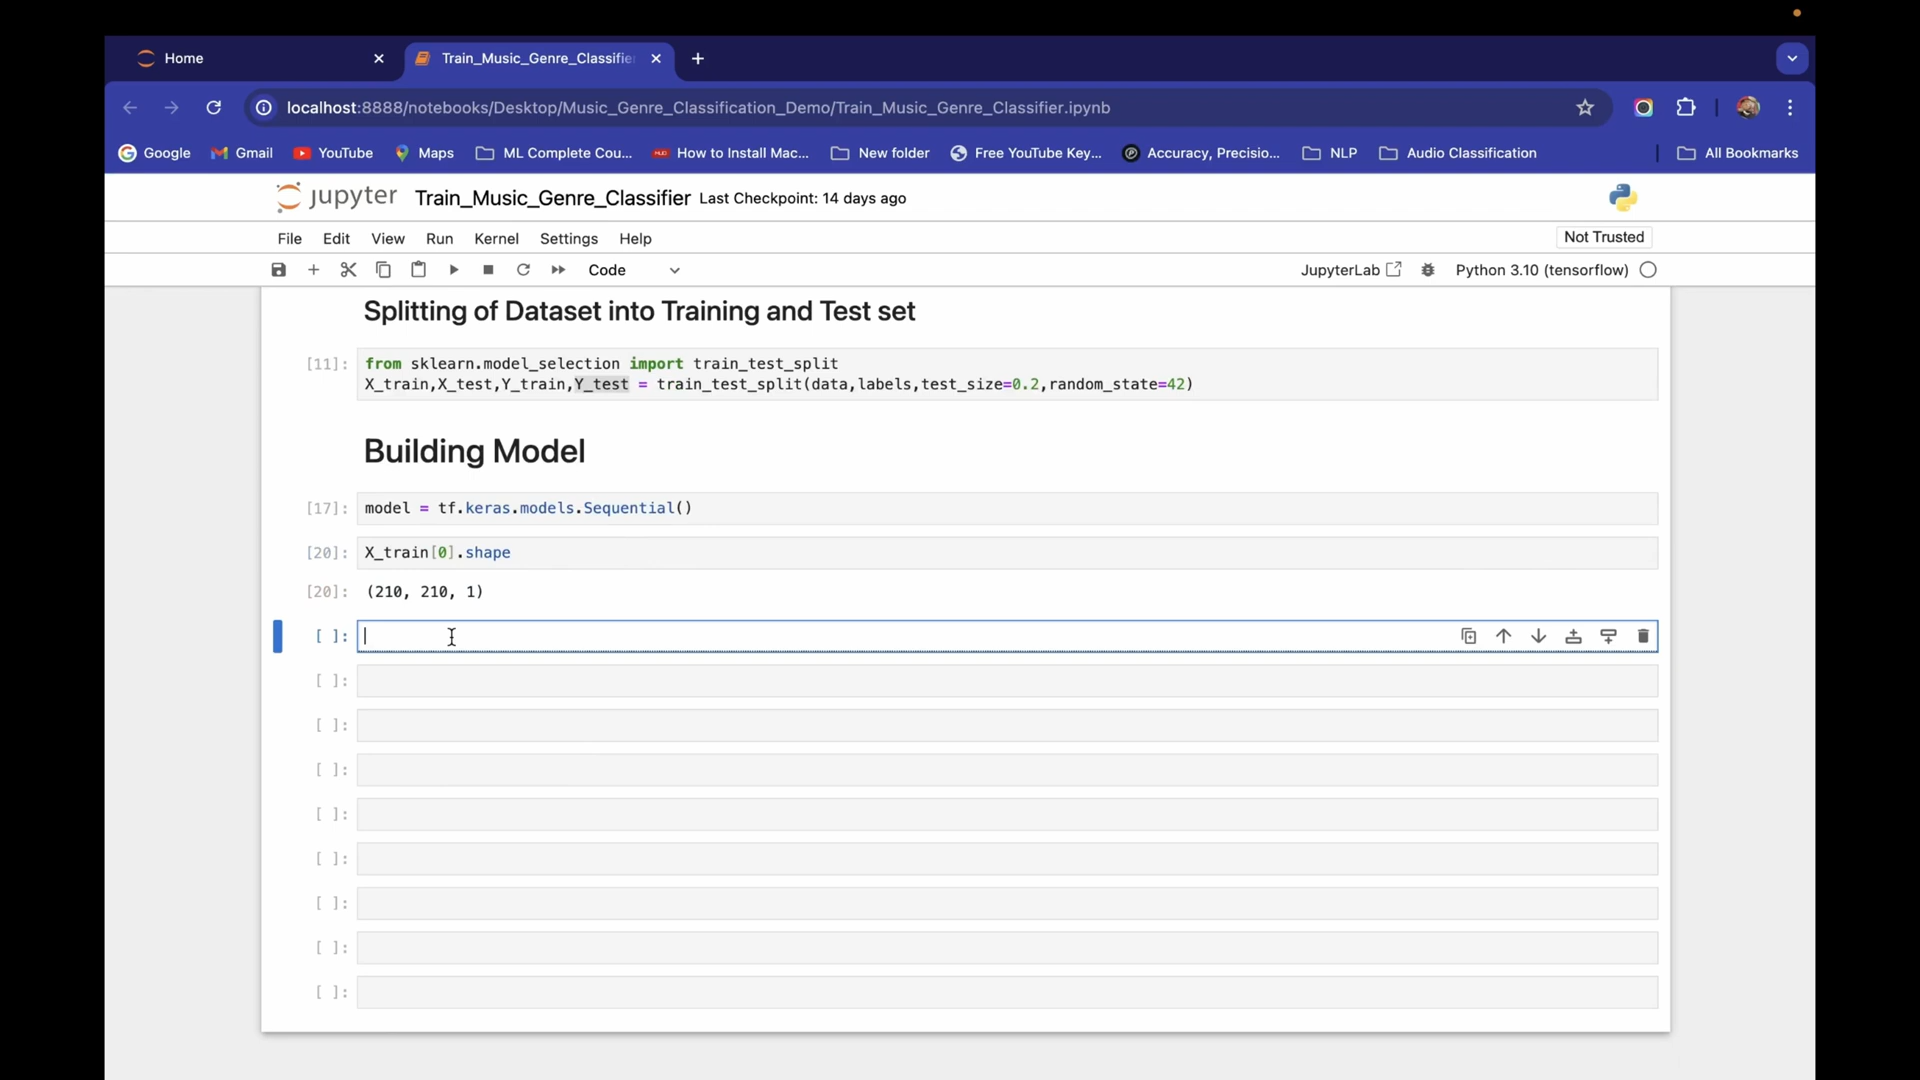 Home
Train_Music_Genre_Classifie
localhost:8888/notebooks/Desktop/Music_Genre_Classification_Demo/Train_Music_Genre_Classifier.ipynb
Google Gmail YouTube Maps ML Complete Cou... How to Install Mac... New folder Free YouTube Key... Accuracy, Precisio... NLP Audio Classification All Bookmarks
jupyter Train_Music_Genre_Classifier Last Checkpoint: 14 days ago
File Edit View Run Kernel Settings Help Not Trusted
Code JupyterLab Python 3.10 (tensorflow)
Splitting of Dataset into Training and Test set
[11]: from sklearn.model_selection import train_test_split
X_train,X_test,Y_train,Y_test = train_test_split(data,labels,test_size=0.2,random_state=42)
Building Model
[17]: model = tf.keras.models.Sequential()
[20]: X_train[0].shape
[20]: (210, 210, 1)
[ ]:
[ ]:
[ ]:
[ ]:
[ ]:
[ ]:
[ ]:
[ ]:
[ ]: